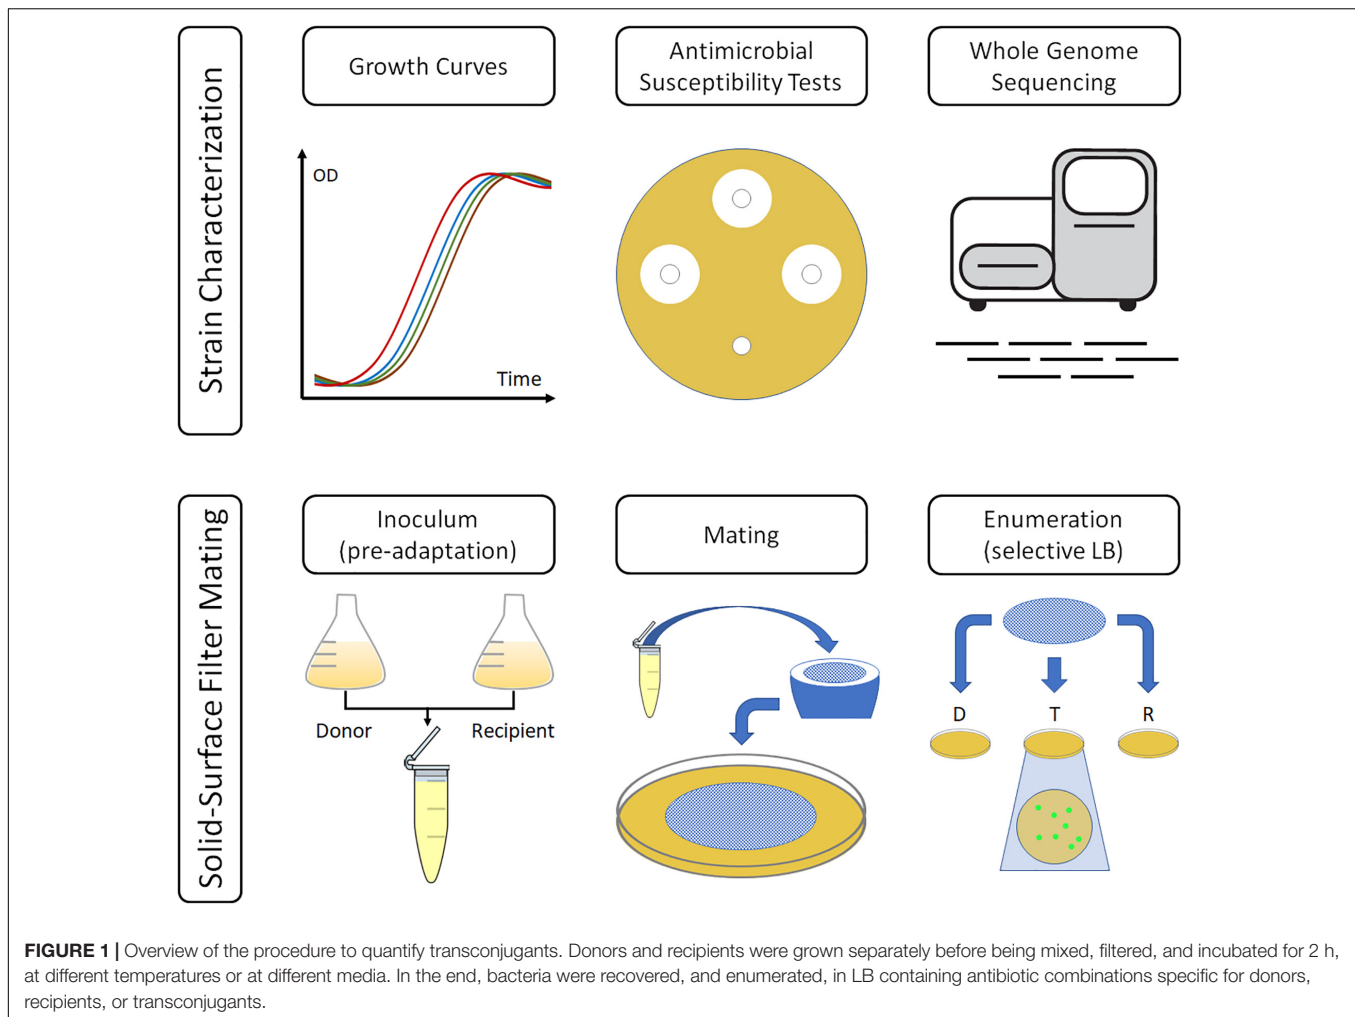 Strain Characterization
Growth Curves
Antimicrobial
Susceptibility Tests
Whole Genome
Sequencing
OD
Time
Solid-Surface Filter Mating
Inoculum
(pre-adaptation)
Mating
Enumeration
(selective LB)
Donor
Recipient
D
T
R
FIGURE 1 | Overview of the procedure to quantify transconjugants. Donors and recipients were grown separately before being mixed, filtered, and incubated for 2 h,
at different temperatures or at different media. In the end, bacteria were recovered, and enumerated, in LB containing antibiotic combinations specific for donors,
recipients, or transconjugants.